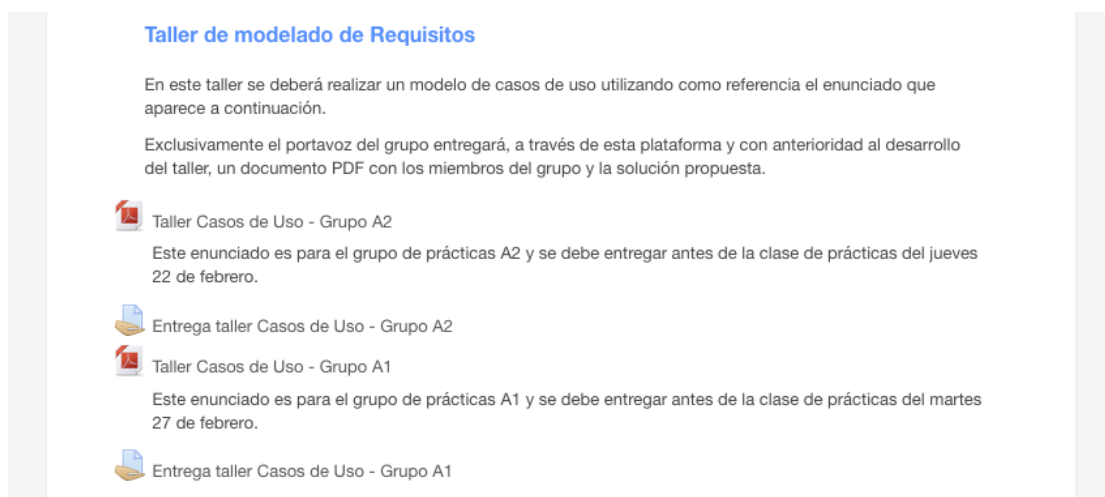 Taller de modelado de Requisitos
En este taller se deberá realizar un modelo de casos de uso utilizando como referencia el enunciado que
aparece a continuación.
Exclusivamente el portavoz del grupo entregará, a través de esta plataforma y con anterioridad al desarrollo
del taller, un documento PDF con los miembros del grupo y la solución propuesta.
Taller Casos de Uso - Grupo A2
Este enunciado es para el grupo de prácticas A2 y se debe entregar antes de la clase de prácticas del jueves
22 de febrero.
Entrega taller Casos de Uso - Grupo A2
Taller Casos de Uso - Grupo A1
Este enunciado es para el grupo de prácticas A1 y se debe entregar antes de la clase de prácticas del martes
27 de febrero.
Entrega taller Casos de Uso - Grupo A1